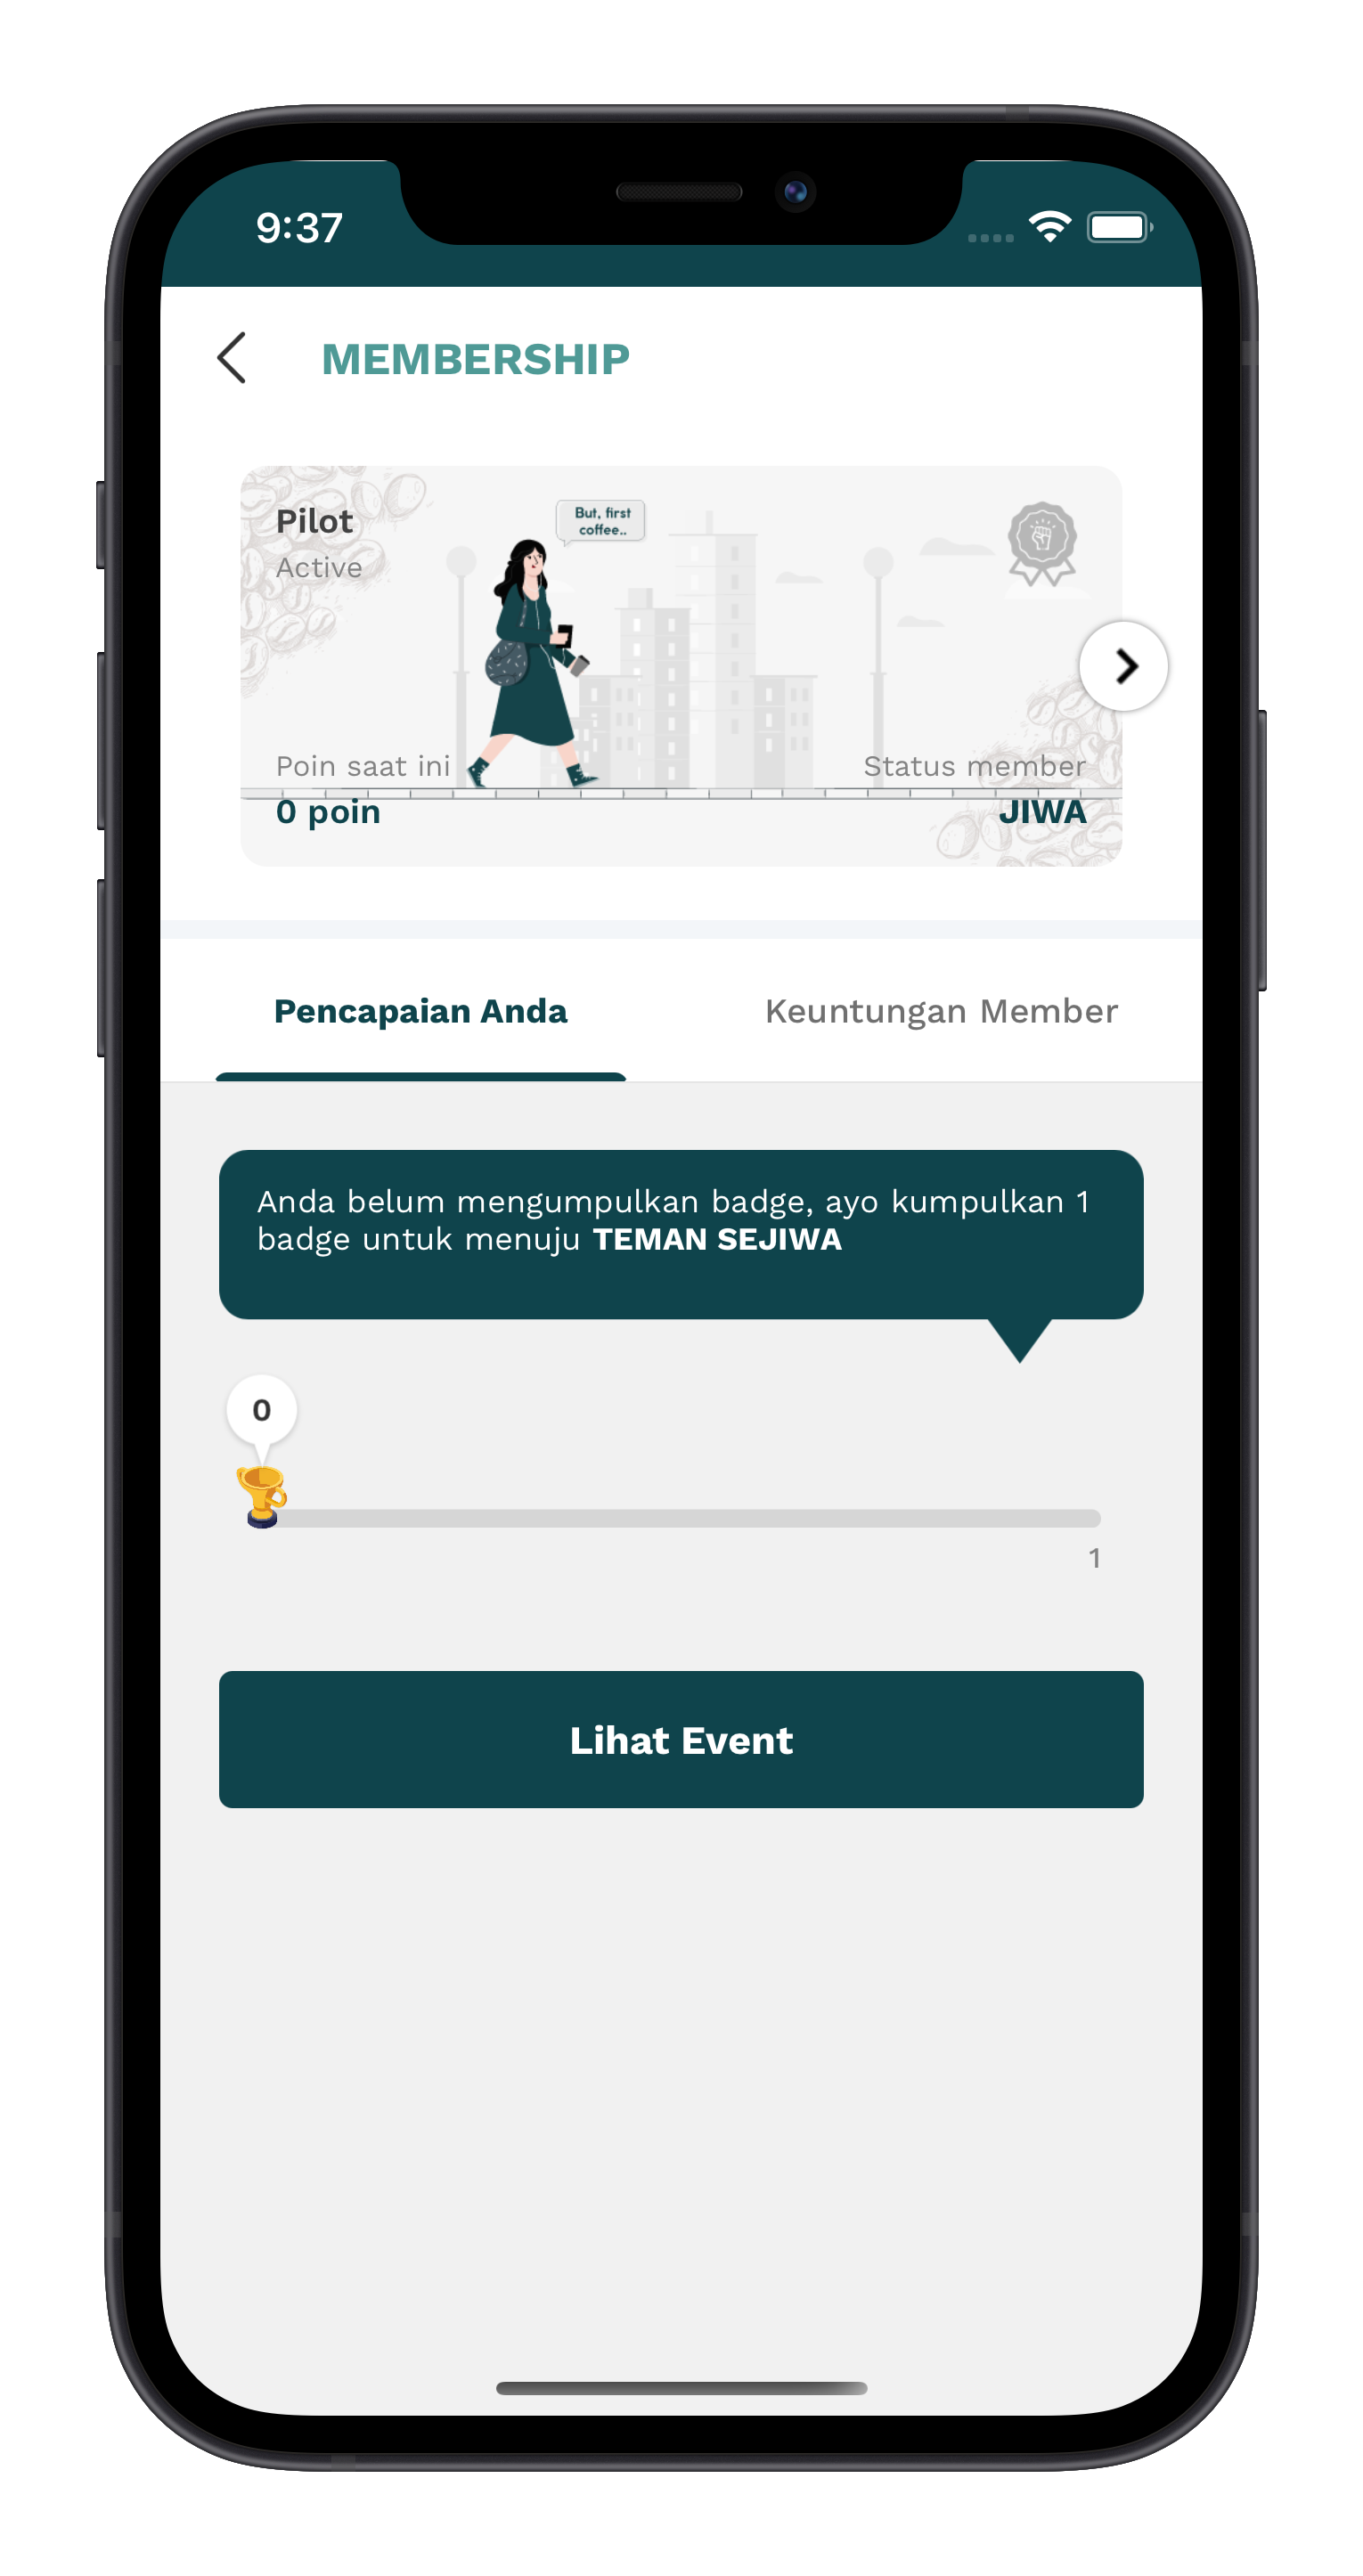 9:37
MEMBERSHIP
Pilot
Active
But, first
coffee..
Poin saat ini
Status member
0 poin
JIWA
Pencapaian Anda
Keuntungan Member
Anda belum mengumpulkan badge, ayo kumpulkan 1
badge untuk menuju TEMAN SEJIWA
0
1
Lihat Event